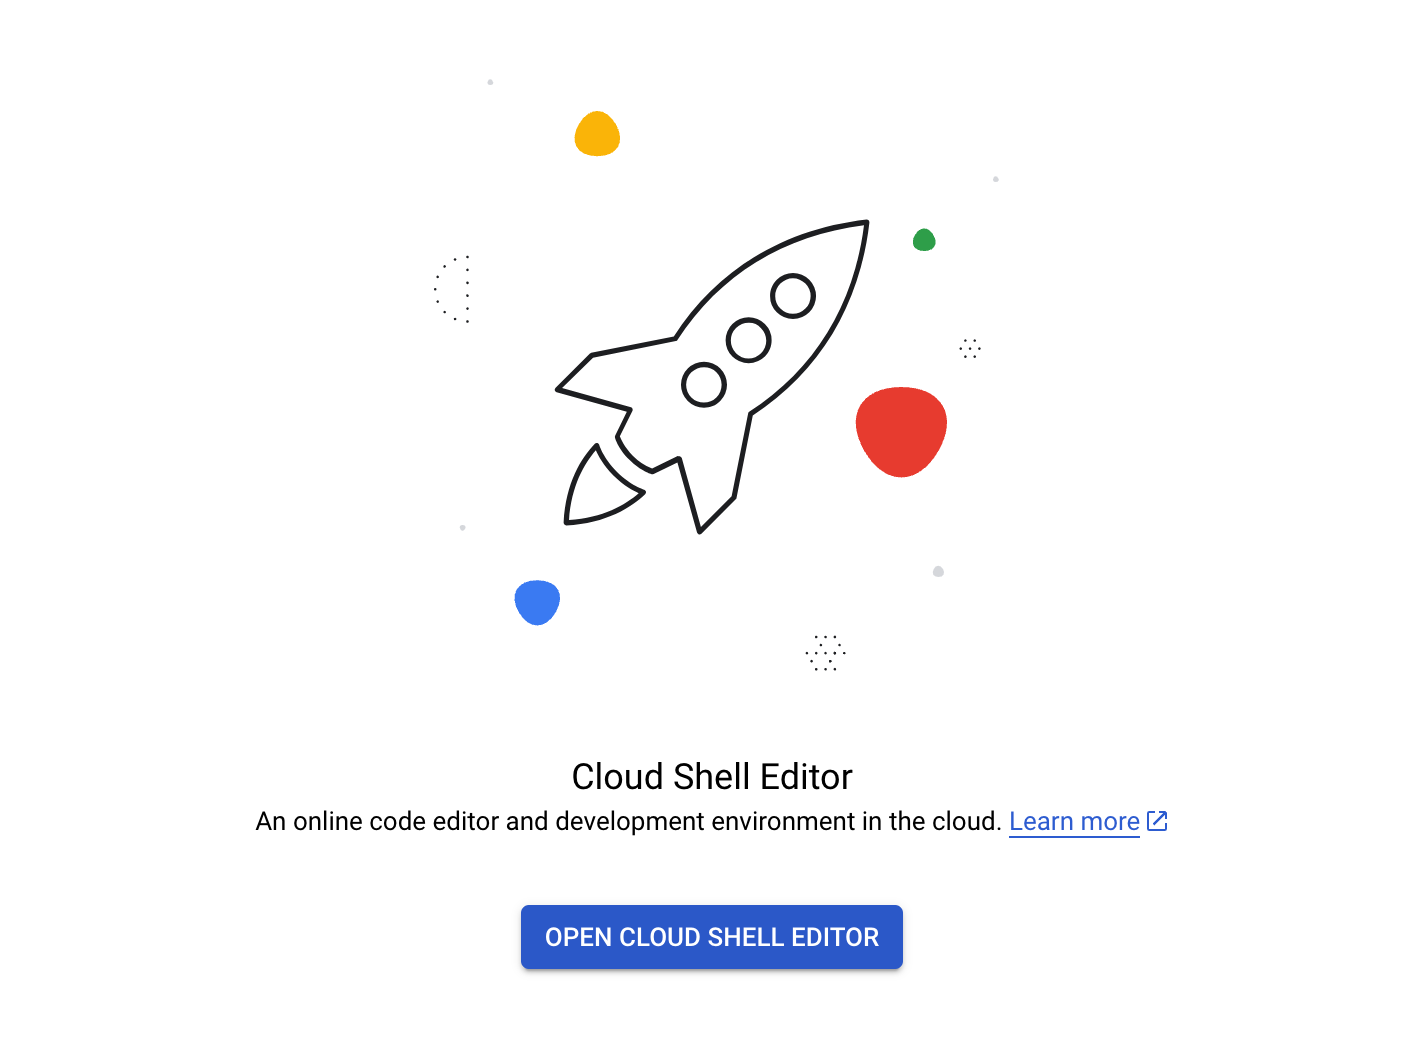 Cloud Shell Editor
An online code editor and development environment in the cloud. Learn more
OPEN CLOUD SHELL EDITOR